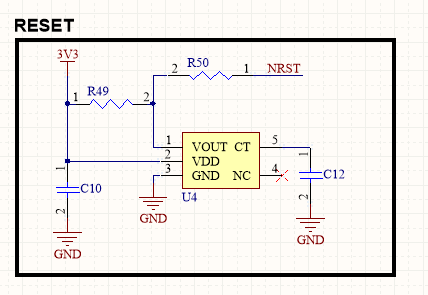 RESET
3V3
2 R50 1 NRST
1 R49 2
1 VOUT CT 5
2 VDD
3 GND NC 4
1 C10 2
1 C12 2
U4
GND
GND
GND